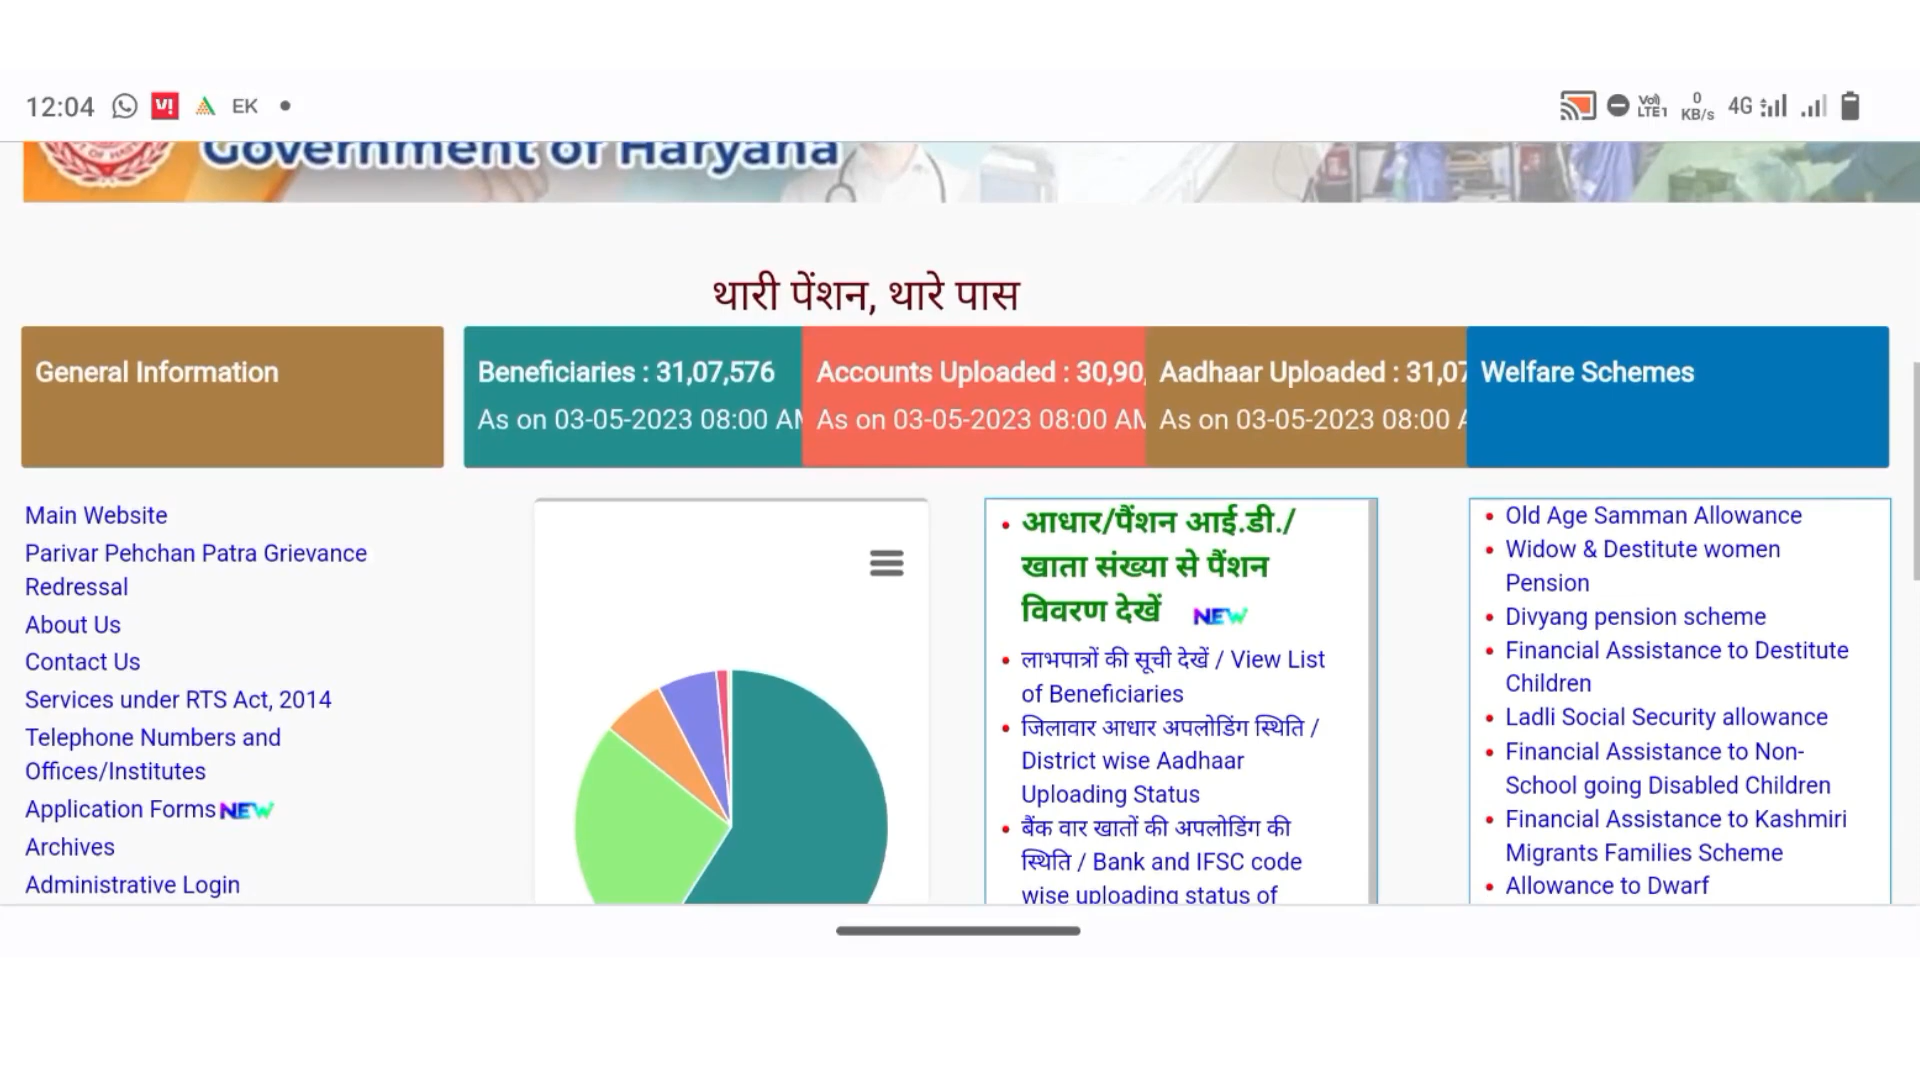 12:04 EK
Vo) LTE1 0 KB/s 4G
Government of Haryana
थारी पेंशन, थारे पास
General Information
Beneficiaries : 31,07,576
As on 03-05-2023 08:00 AM
Accounts Uploaded : 30,90,
As on 03-05-2023 08:00 AM
Aadhaar Uploaded : 31,07
As on 03-05-2023 08:00 A
Welfare Schemes
Main Website
Parivar Pehchan Patra Grievance
Redressal
About Us
Contact Us
Services under RTS Act, 2014
Telephone Numbers and
Offices/Institutes
Application Forms NEW
Archives
Administrative Login
आधार/पैंशन आई.डी./
खाता संख्या से पैंशन
विवरण देखें NEW
लाभपात्रों की सूची देखें / View List
of Beneficiaries
जिलावार आधार अपलोडिंग स्थिति /
District wise Aadhaar
Uploading Status
बैंक वार खातों की अपलोडिंग की
स्थिति / Bank and IFSC code
wise uploading status of
Old Age Samman Allowance
Widow & Destitute women
Pension
Divyang pension scheme
Financial Assistance to Destitute
Children
Ladli Social Security allowance
Financial Assistance to Non-
School going Disabled Children
Financial Assistance to Kashmiri
Migrants Families Scheme
Allowance to Dwarf